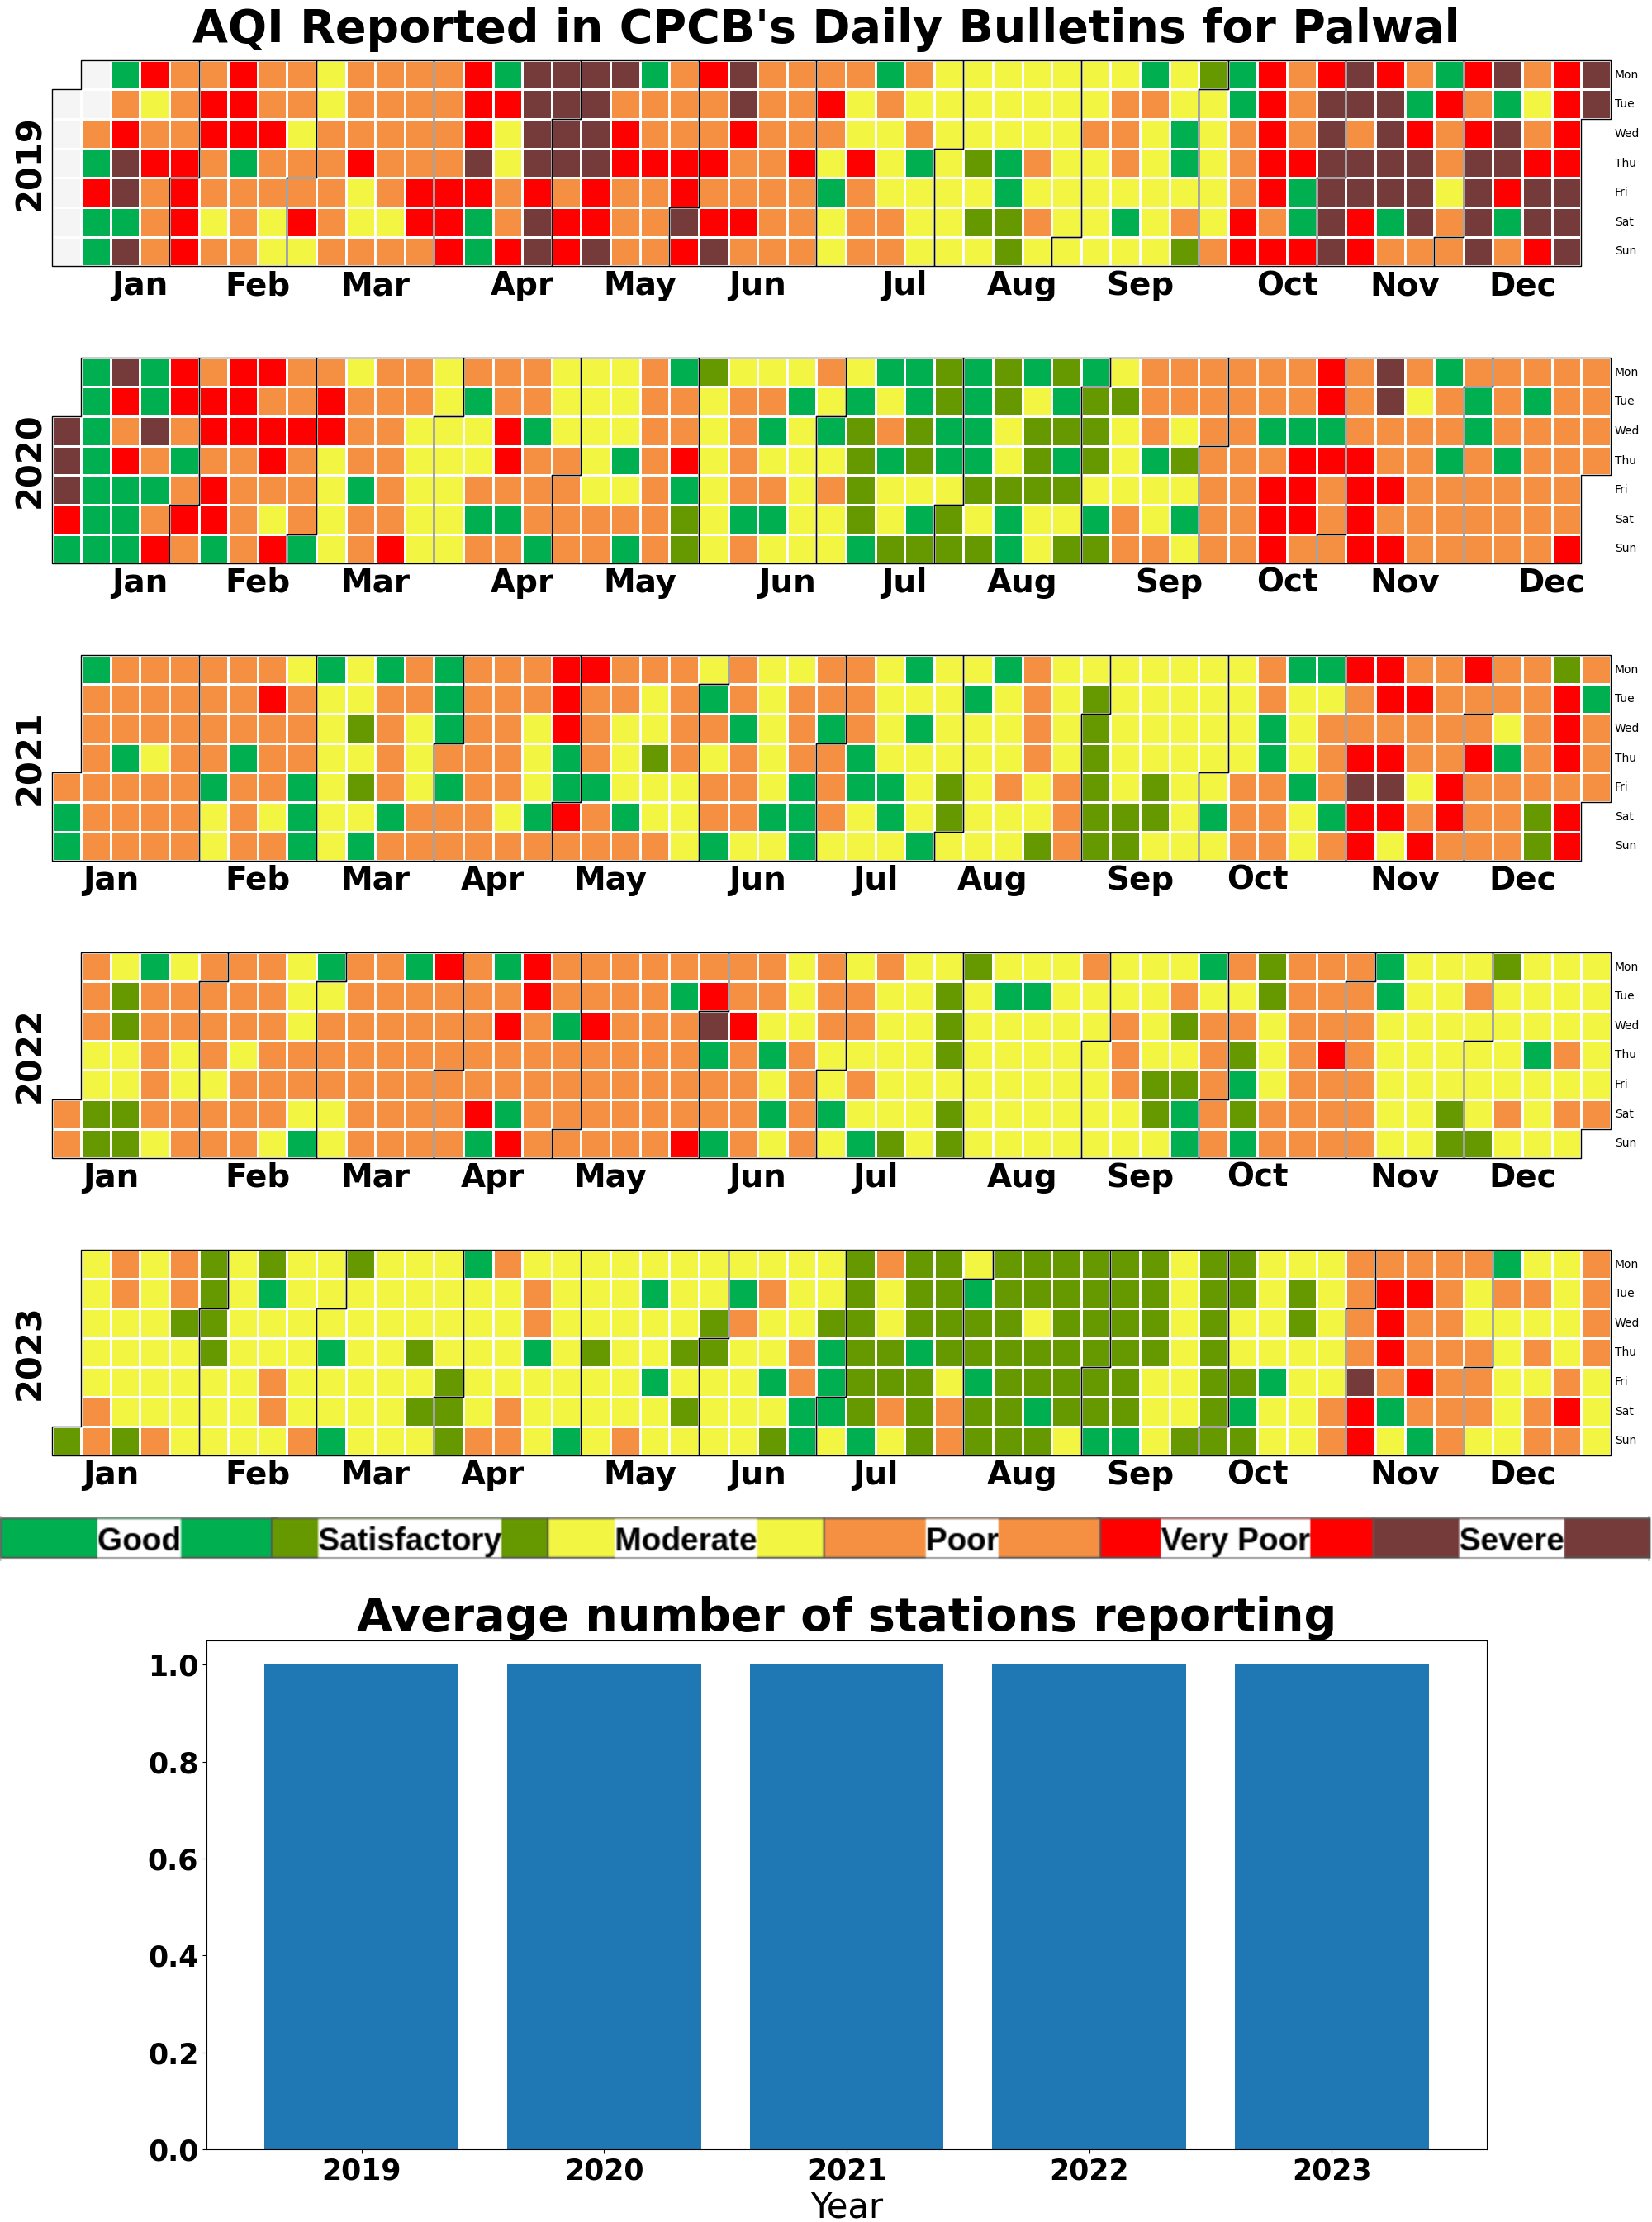 AQI Reported in CPCB's Daily Bulletins for Palwal
2019
Mon
Tue
Wed
Thu
Fri
Sat
Sun
Jan Feb Mar Apr May Jun Jul Aug Sep Oct Nov Dec
2020
Mon
Tue
Wed
Thu
Fri
Sat
Sun
Jan Feb Mar Apr May Jun Jul Aug Sep Oct Nov Dec
2021
Mon
Tue
Wed
Thu
Fri
Sat
Sun
Jan Feb Mar Apr May Jun Jul Aug Sep Oct Nov Dec
2022
Mon
Tue
Wed
Thu
Fri
Sat
Sun
Jan Feb Mar Apr May Jun Jul Aug Sep Oct Nov Dec
2023
Mon
Tue
Wed
Thu
Fri
Sat
Sun
Jan Feb Mar Apr May Jun Jul Aug Sep Oct Nov Dec
Good Satisfactory Moderate Poor Very Poor Severe
Average number of stations reporting
1.0
0.8
0.6
0.4
0.2
0.0
2019 2020 2021 2022 2023
Year